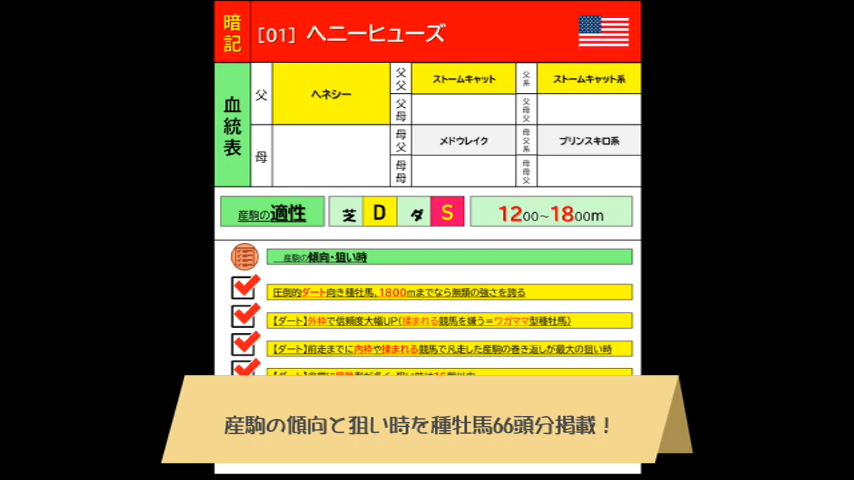 暗記
[01] ヘニーヒューズ
血統表
父
ヘネシー
父父
ストームキャット
父系
ストームキャット系
父母
父母父
母
母父
メドウレイク
母父系
プリンスキロ系
母母
母母父
産駒の適性
芝 D ダ S
1200~1800m
産駒の傾向・狙い時
圧倒的ダート向き種牡馬、1800mまでなら無類の強さを誇る
【ダート】外枠で信頼度大幅UP(揉まれる競馬を嫌う=ワガママ型種牡馬)
【ダート】前走までに内枠や揉まれる競馬で凡走した産駒の巻き返しが最大の狙い時
産駒の傾向と狙い時を種牡馬66頭分掲載!